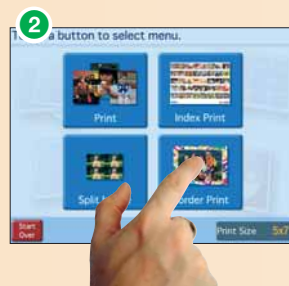 2
a button to select menu.
Print
Index Print
Split
order Print
Start
Over
Print Size 5x7